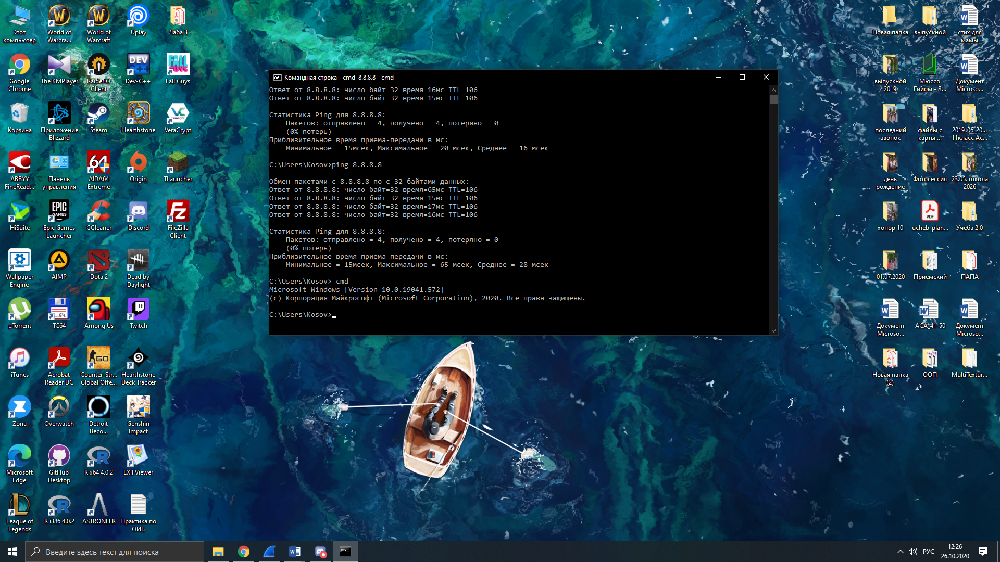 Этот
компьютер
World of
Warcra...
World of
Warcraft
Uplay
Лаба 3
Google
Chrome
The KMPlayer
RaiderIO
Client
DEV
C++
Dev-C++
FALL
GUYS
Fall Guys
Корзина
Приложение
Blizzard
Steam
Hearthstone
VeraCrypt
ABBYY
FineRead...
Панель
управления
64
AIDA64
Extreme
Origin
TLauncher
HiSuite
EPIC
GAMES
Epic Games
Launcher
CCleaner
Discord
Fz
FileZilla
Client
Wallpaper
Engine
AIMP
Dota 2
Dead by
Daylight
µTorrent
64
TC64
Among Us
Twitch
iTunes
Acrobat
Reader DC
GO
Counter-Str...
Global Offe...
Hearthstone
Deck Tracker
Zona
Overwatch
Detroit
Beco...
Genshin
Impact
Microsoft
Edge
GitHub
Desktop
R x64 4.0.2
EXIFViewer
League of
Legends
R i386 4.0.2
ASTRONEER
Практика по
ОИБ
Командная строка - cmd  8.8.8.8 - cmd
Ответ от 8.8.8.8: число байт=32 время=16мс TTL=106
Ответ от 8.8.8.8: число байт=32 время=15мс TTL=106
Статистика Ping для 8.8.8.8:
Пакетов: отправлено = 4, получено = 4, потеряно = 0
(0% потерь)
Приблизительное время приема-передачи в мс:
Минимальное = 15мсек, Максимальное = 20 мсек, Среднее = 16 мсек
C:\Users\Kosov>ping 8.8.8.8
Обмен пакетами с 8.8.8.8 по с 32 байтами данных:
Ответ от 8.8.8.8: число байт=32 время=65мс TTL=106
Ответ от 8.8.8.8: число байт=32 время=15мс TTL=106
Ответ от 8.8.8.8: число байт=32 время=17мс TTL=106
Ответ от 8.8.8.8: число байт=32 время=16мс TTL=106
Статистика Ping для 8.8.8.8:
Пакетов: отправлено = 4, получено = 4, потеряно = 0
(0% потерь)
Приблизительное время приема-передачи в мс:
Минимальное = 15мсек, Максимальное = 65 мсек, Среднее = 28 мсек
C:\Users\Kosov> cmd
Microsoft Windows [Version 10.0.19041.572]
(c) Корпорация Майкрософт (Microsoft Corporation), 2020. Все права защищены.
C:\Users\Kosov>
Новая папка
выпускной
стих для
мамы
выпускной
2019
Мюссо
Гийом - З...
Документ
Microso...
последний
звонок
файлы с
карты ...
2019_06_20...
11класс Ас...
день
рождение
Фотосессия
23.05. школа
2026
хонор 10
PDF
ucheb_plan...
Учеба 2.0
01.07.2020
Приемский
ПАПА
Документ
Microso...
АСА_41-50
Документ
Microso...
Новая папка
(2)
ООП
MultiTextur...
Введите здесь текст для поиска
РУС
12:26
26.10.2020